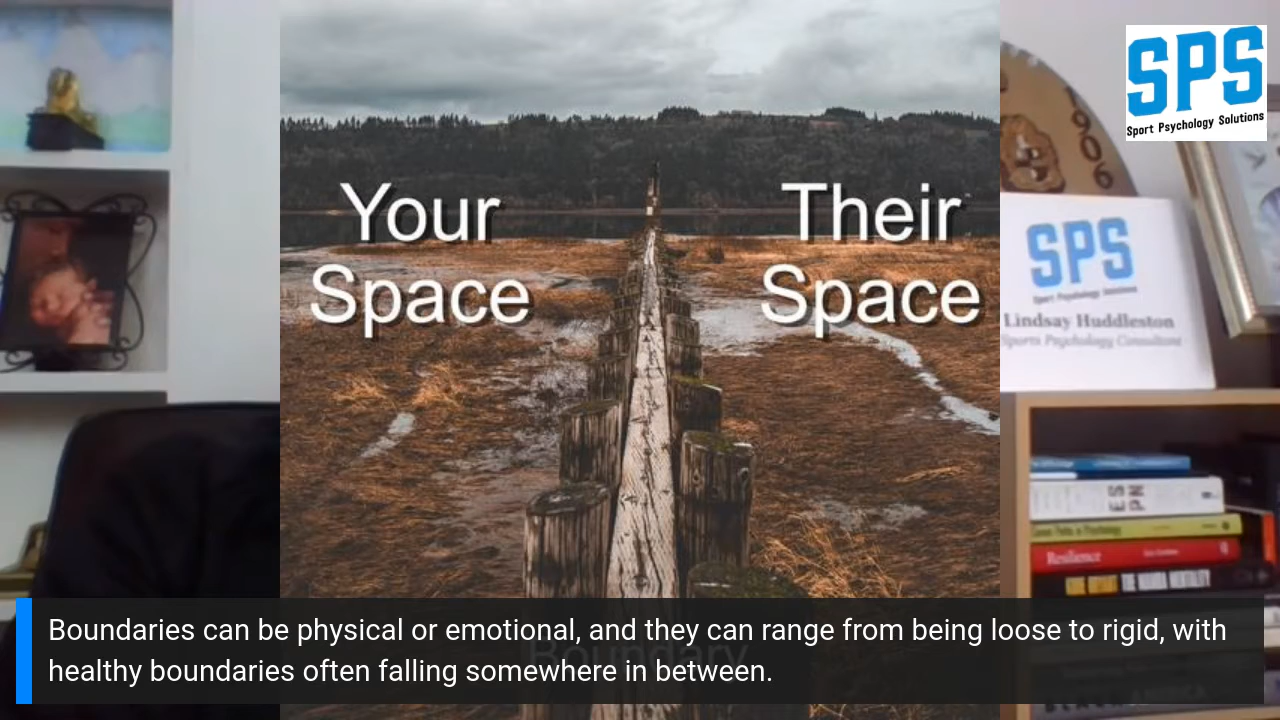 SPS
Sport Psychology Solutions
1906
Your
Space
Their
Space
SPS
Sport Psychology Solutions
Lindsay Huddleston
Sports Psychology Consultant
Resilience
Boundary
Boundaries can be physical or emotional, and they can range from being loose to rigid, with
healthy boundaries often falling somewhere in between.